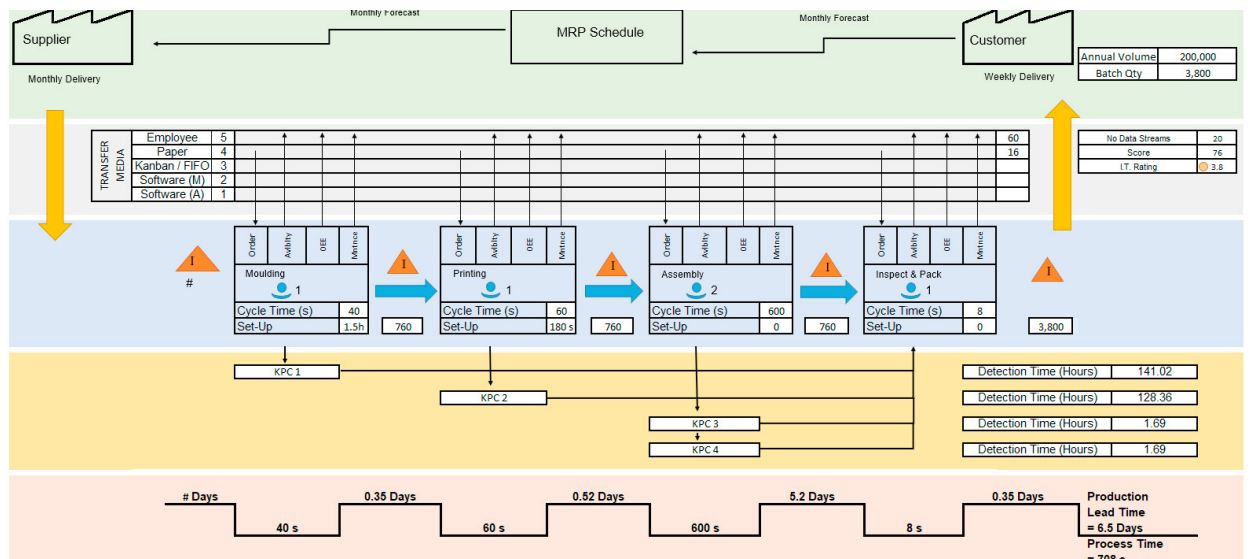 Monthly Forecast
Monthly Forecast
Supplier
MRP Schedule
Customer
Monthly Delivery
Weekly Delivery
Annual Volume 200,000
Batch Qty 3,800
TRANSFER MEDIA
Employee 5 60
Paper 4 16
Kanban / FIFO 3
Software (M) 2
Software (A) 1
No Data Streams 20
Score 76
I.T. Rating 3.8
Order Avlblty OEE Mntnce
Order Avlblty OEE Mntnce
Order Avlblty OEE Mntnce
Order Avlblty OEE Mntnce
I I I I I
#
Moulding
1
Cycle Time (s) 40
Set-Up 1.5h
760
Printing
1
Cycle Time (s) 60
Set-Up 180 s
760
Assembly
2
Cycle Time (s) 600
Set-Up 0
760
Inspect & Pack
1
Cycle Time (s) 8
Set-Up 0
3,800
KPC 1 Detection Time (Hours) 141.02
KPC 2 Detection Time (Hours) 128.36
KPC 3 Detection Time (Hours) 1.69
KPC 4 Detection Time (Hours) 1.69
# Days 0.35 Days 0.52 Days 5.2 Days 0.35 Days
40 s 60 s 600 s 8 s
Production
Lead Time
= 6.5 Days
Process Time
= 708 s